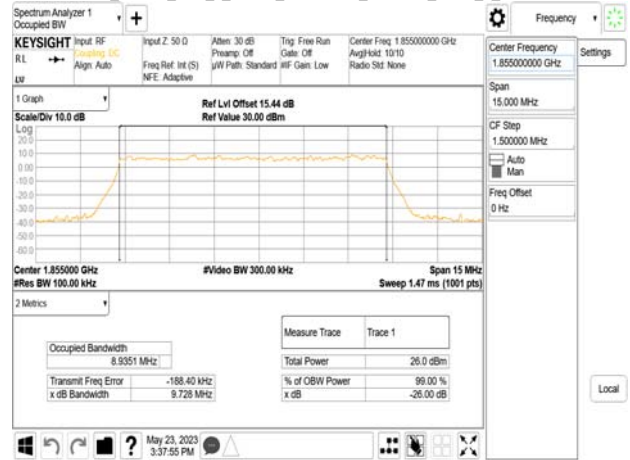 Spectrum Analyzer 1
Occupied BW
Frequency
KEYSIGHT
RL
LV
Input: RF
Coupling: DC
Align: Auto
Input Z: 50 Ω
Freq Ref: Int (S)
NFE: Adaptive
Atten: 30 dB
Preamp: Off
µW Path: Standard
Trig: Free Run
Gate: Off
#IF Gain: Low
Center Freq: 1.855000000 GHz
Avg|Hold: 10/10
Radio Std: None
Center Frequency
1.855000000 GHz
Settings
Span
15.000 MHz
CF Step
1.500000 MHz
Auto
Man
Freq Offset
0 Hz
Local
1 Graph
Scale/Div 10.0 dB
Ref Lvl Offset 15.44 dB
Ref Value 30.00 dBm
Log
20.0
10.0
0.00
-10.0
-20.0
-30.0
-40.0
-50.0
-60.0
Center 1.855000 GHz
#Res BW 100.00 kHz
#Video BW 300.00 kHz
Span 15 MHz
Sweep 1.47 ms (1001 pts)
2 Metrics
Measure Trace Trace 1
Occupied Bandwidth
8.9351 MHz
Total Power 26.0 dBm
Transmit Freq Error -188.40 kHz
% of OBW Power 99.00 %
x dB Bandwidth 9.728 MHz
x dB -26.00 dB
May 23, 2023
3:37:55 PM